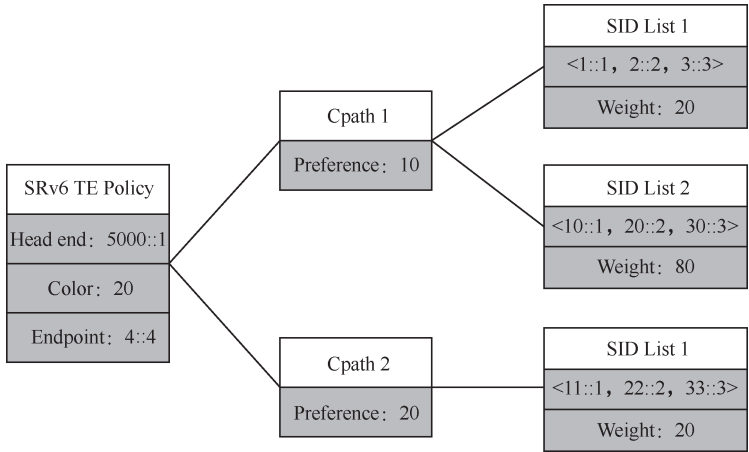 SRv6 TE Policy
Head end：5000::1
Color：20
Endpoint：4::4
Cpath 1
Preference：10
Cpath 2
Preference：20
SID List 1
<1::1，2::2，3::3>
Weight：20
SID List 2
<10::1，20::2，30::3>
Weight：80
SID List 1
<11::1，22::2，33::3>
Weight：20